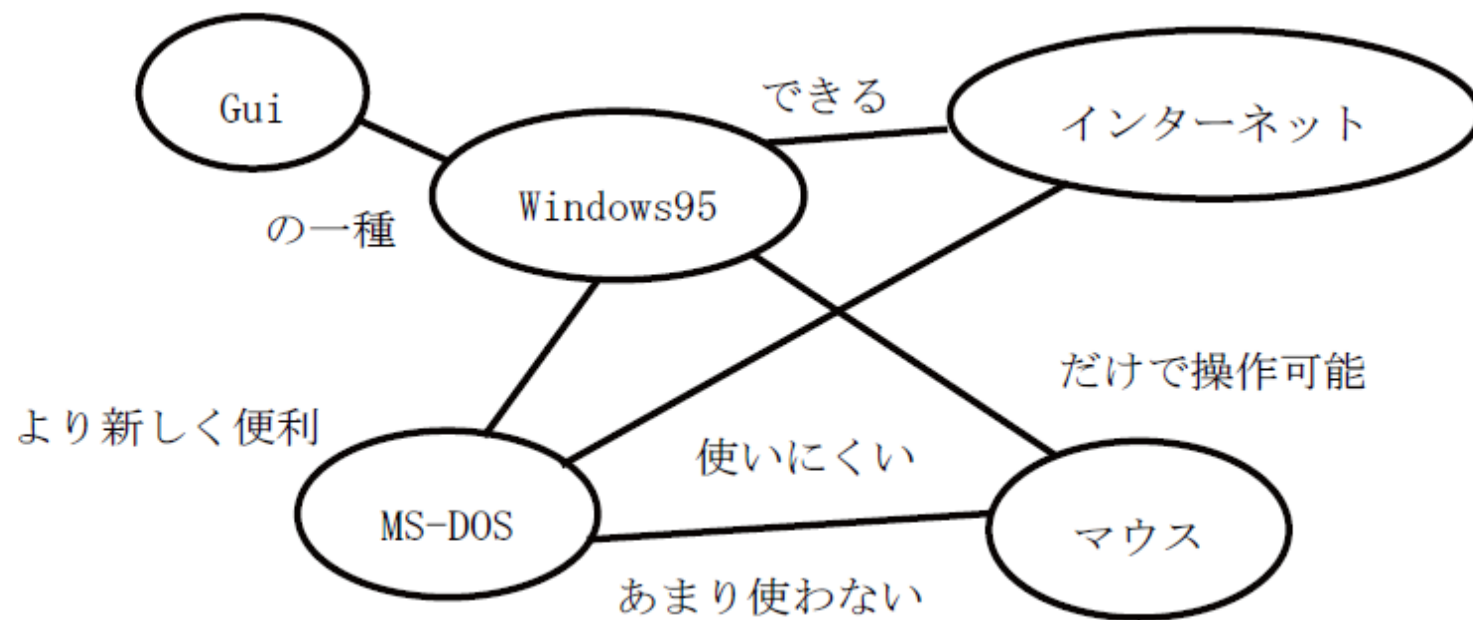 Gui
できる
インターネット
Windows95
の一種
だけで操作可能
より新しく便利
使いにくい
MS-DOS
マウス
あまり使わない